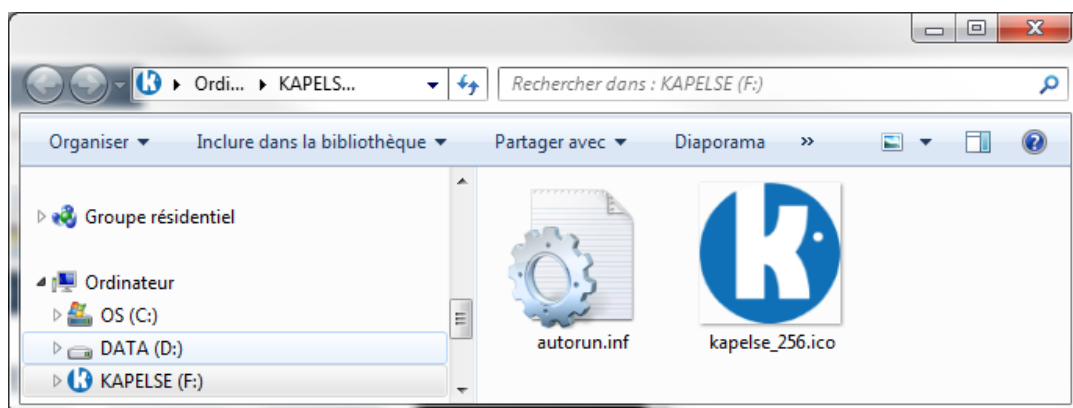 Ordi... KAPELS... Rechercher dans : KAPELSE (F:)
Organiser Inclure dans la bibliothèque Partager avec Diaporama »
Groupe résidentiel
Ordinateur
OS (C:)
DATA (D:)
KAPELSE (F:)
k
autorun.inf kapelse_256.ico